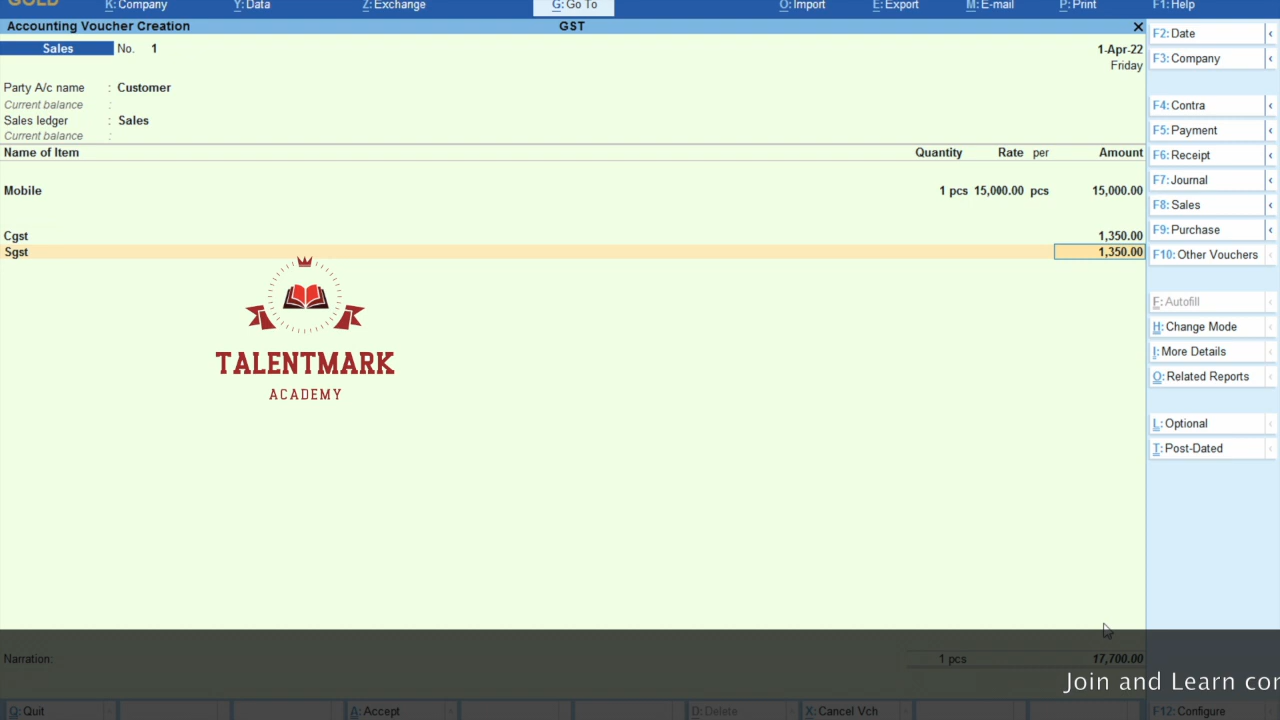 GOLD K: Company Y: Data Z: Exchange G: Go To O: Import E: Export M: E-mail P: Print F1: Help
Accounting Voucher Creation GST
Sales No. 1 1-Apr-22
Friday
Party A/c name : Customer
Current balance :
Sales ledger : Sales
Current balance :
Name of Item Quantity Rate per Amount
Mobile 1 pcs 15,000.00 pcs 15,000.00
Cgst 1,350.00
Sgst 1,350.00
TALENTMARK
ACADEMY
Narration: 1 pcs 17,700.00
Join and Learn cor
Q: Quit A: Accept D: Delete X: Cancel Vch F12: Configure
F2: Date
F3: Company
F4: Contra
F5: Payment
F6: Receipt
F7: Journal
F8: Sales
F9: Purchase
F10: Other Vouchers
F: Autofill
H: Change Mode
I: More Details
O: Related Reports
L: Optional
T: Post-Dated